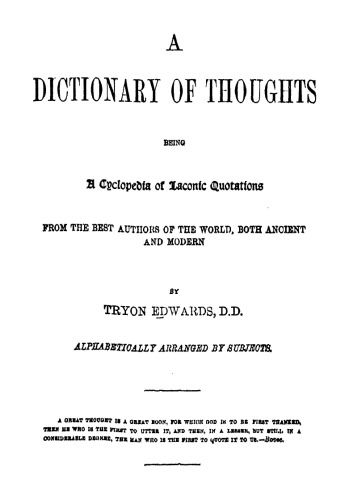 A
DICTIONARY OF THOUGHTS
BEING
A Cyclopedia of Laconic Quotations
FROM THE BEST AUTHORS OF THE WORLD, BOTH ANCIENT
AND MODERN
BY
TRYON EDWARDS, D.D.
ALPHABETICALLY ARRANGED BY SUBJECTS.
A GREAT THOUGHT IS A GREAT BOON, FOR WHICH GOD IS TO BE FIRST THANKED,
THEN HE WHO IS THE FIRST TO UTTER IT, AND THEN, IN A LESSER, BUT STILL IN A
CONSIDERABLE DEGREE, THE MAN WHO IS THE FIRST TO QUOTE IT TO US.—Bovee.